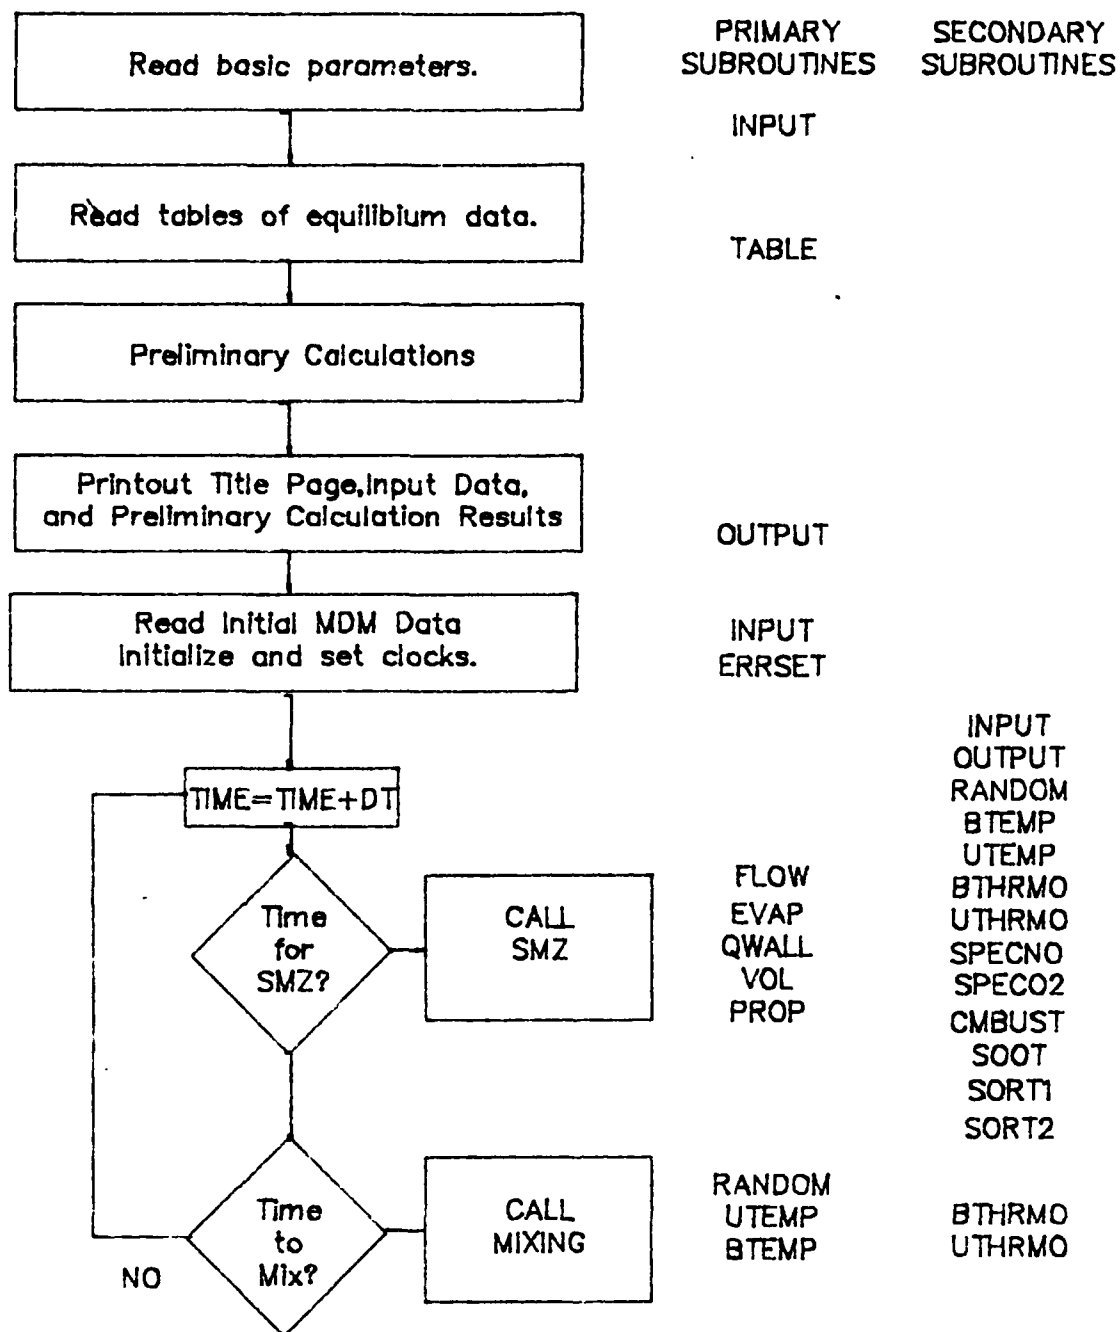 Read basic parameters.
PRIMARY
SUBROUTINES
SECONDARY
SUBROUTINES
INPUT
Read tables of equilibium data.
TABLE
Preliminary Calculations
Printout Title Page,Input Data,
and Preliminary Calculation Results
OUTPUT
Read Initial MDM Data
Initialize and set clocks.
INPUT
ERRSET
TIME=TIME+DT
Time
for
SMZ?
CALL
SMZ
FLOW
EVAP
QWALL
VOL
PROP
INPUT
OUTPUT
RANDOM
BTEMP
UTEMP
BTHRMO
UTHRMO
SPECNO
SPECO2
CMBUST
SOOT
SORT1
SORT2
Time
to
Mix?
NO
CALL
MIXING
RANDOM
UTEMP
BTEMP
BTHRMO
UTHRMO